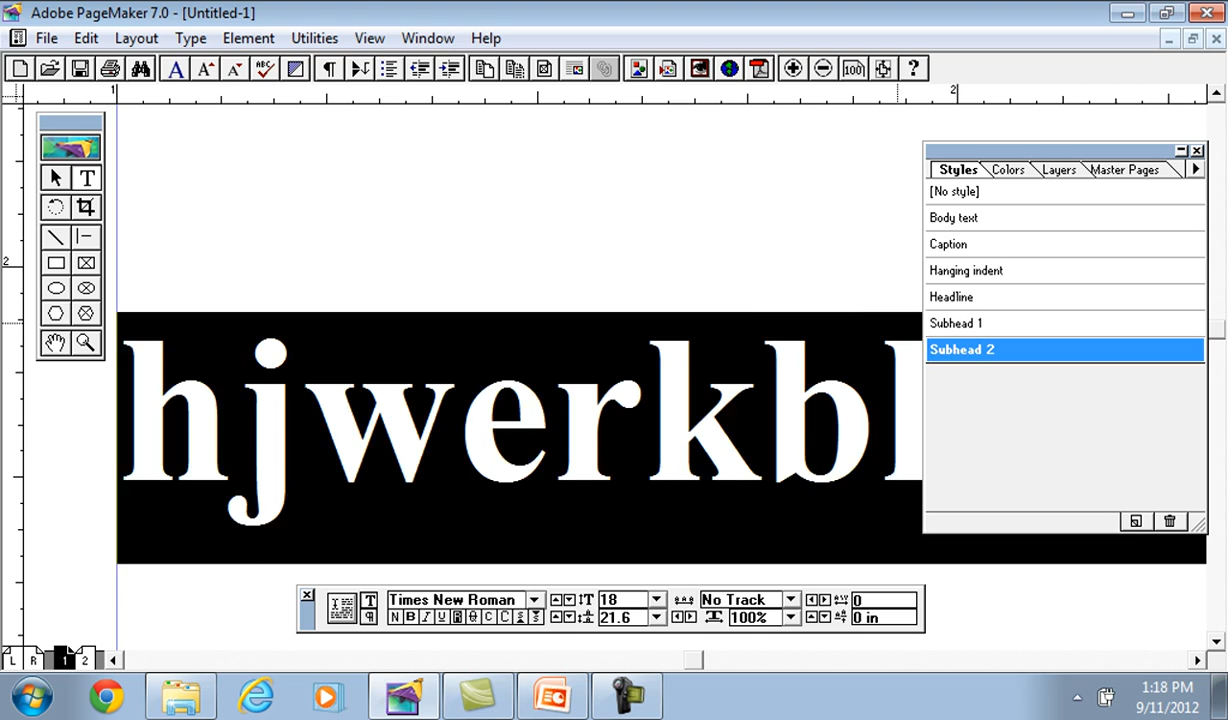 Adobe PageMaker 7.0 - [Untitled-1]
File Edit Layout Type Element Utilities View Window Help
1 2
Styles Colors Layers Master Pages
[No style]
Body text
Caption
Hanging indent
Headline
Subhead 1
Subhead 2
2
hjwerkb
Times New Roman 18 No Track 0
N B I U 21.6 100% 0 in
L R 1 2
1:18 PM
9/11/2012